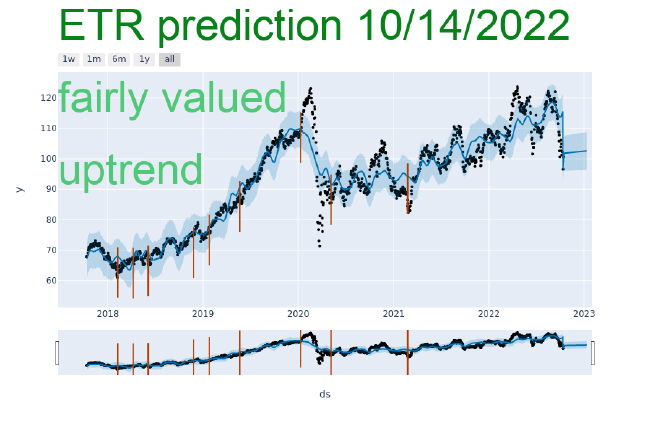 ETR prediction 10/14/2022
1w 1m 6m 1y all
fairly valued
uptrend
120
110
100
90
80
70
60
y
2018 2019 2020 2021 2022 2023
ds